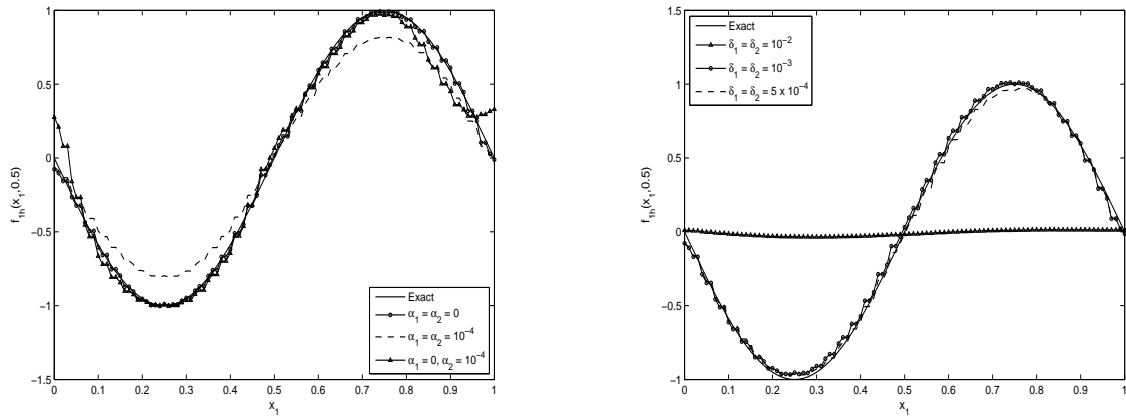 1
0.5
0
−0.5
−1
−1.5
0 0.1 0.2 0.3 0.4 0.5 0.6 0.7 0.8 0.9 1
x₁
f₁ₕ(x₁,0.5)
Exact
α₁ = α₂ = 0
α₁ = α₂ = 10⁻⁴
α₁ = 0, α₂ = 10⁻⁴
1.5
1
0.5
0
−0.5
−1
0 0.1 0.2 0.3 0.4 0.5 0.6 0.7 0.8 0.9 1
x₁
f₁ₕ(x₁,0.5)
Exact
δ₁ = δ₂ = 10⁻²
δ₁ = δ₂ = 10⁻³
δ₁ = δ₂ = 5 x 10⁻⁴